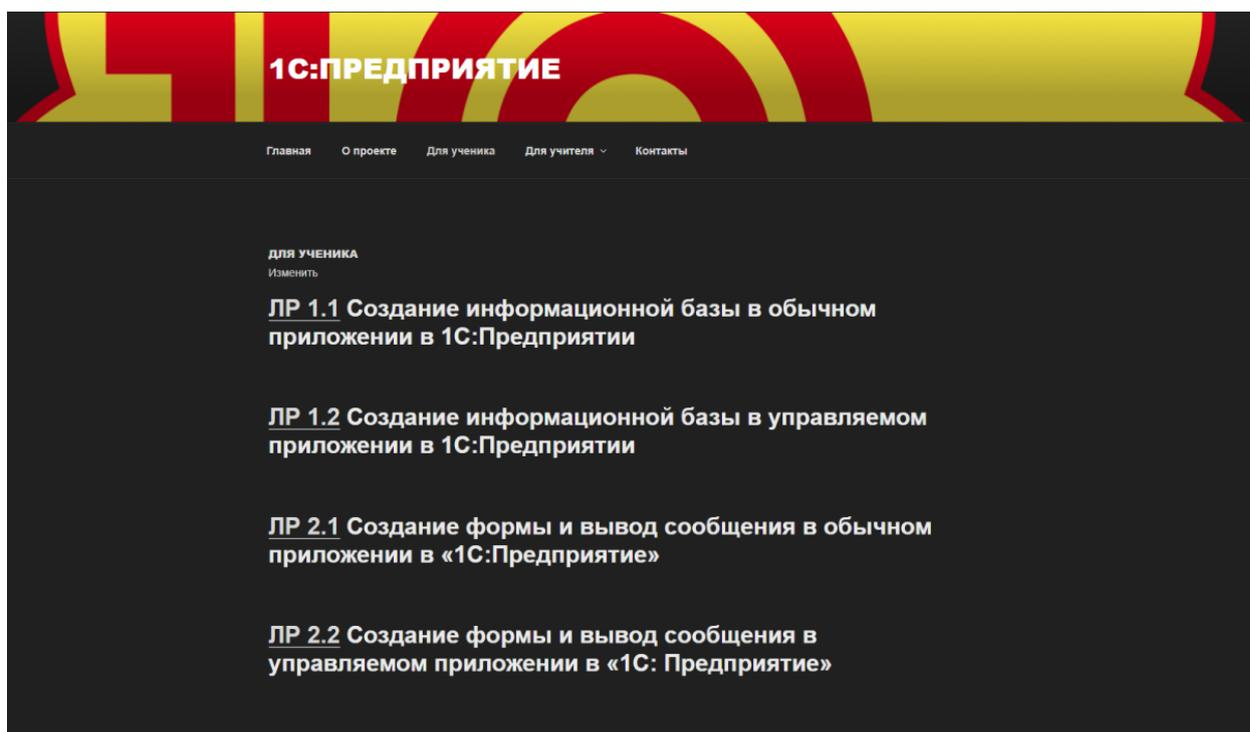 1С:ПРЕДПРИЯТИЕ
Главная О проекте Для ученика Для учителя Контакты
ДЛЯ УЧЕНИКА
Изменить
ЛР 1.1 Создание информационной базы в обычном
приложении в 1С:Предприятии
ЛР 1.2 Создание информационной базы в управляемом
приложении в 1С:Предприятии
ЛР 2.1 Создание формы и вывод сообщения в обычном
приложении в «1С:Предприятие»
ЛР 2.2 Создание формы и вывод сообщения в
управляемом приложении в «1С: Предприятие»